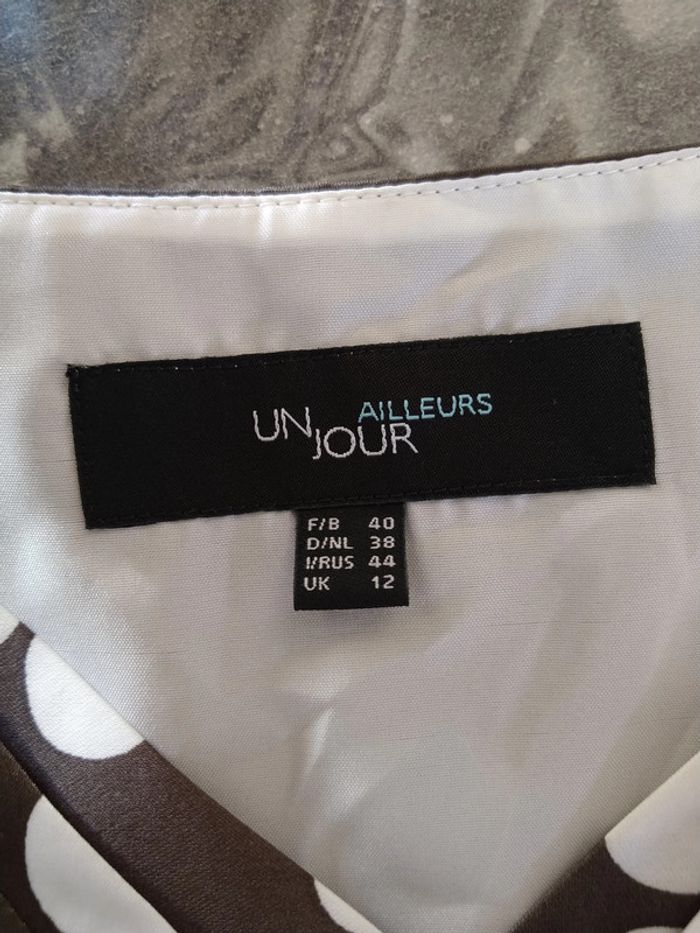 UN JOUR AILLEURS
F/B 40
D/NL 38
I/RUS 44
UK 12